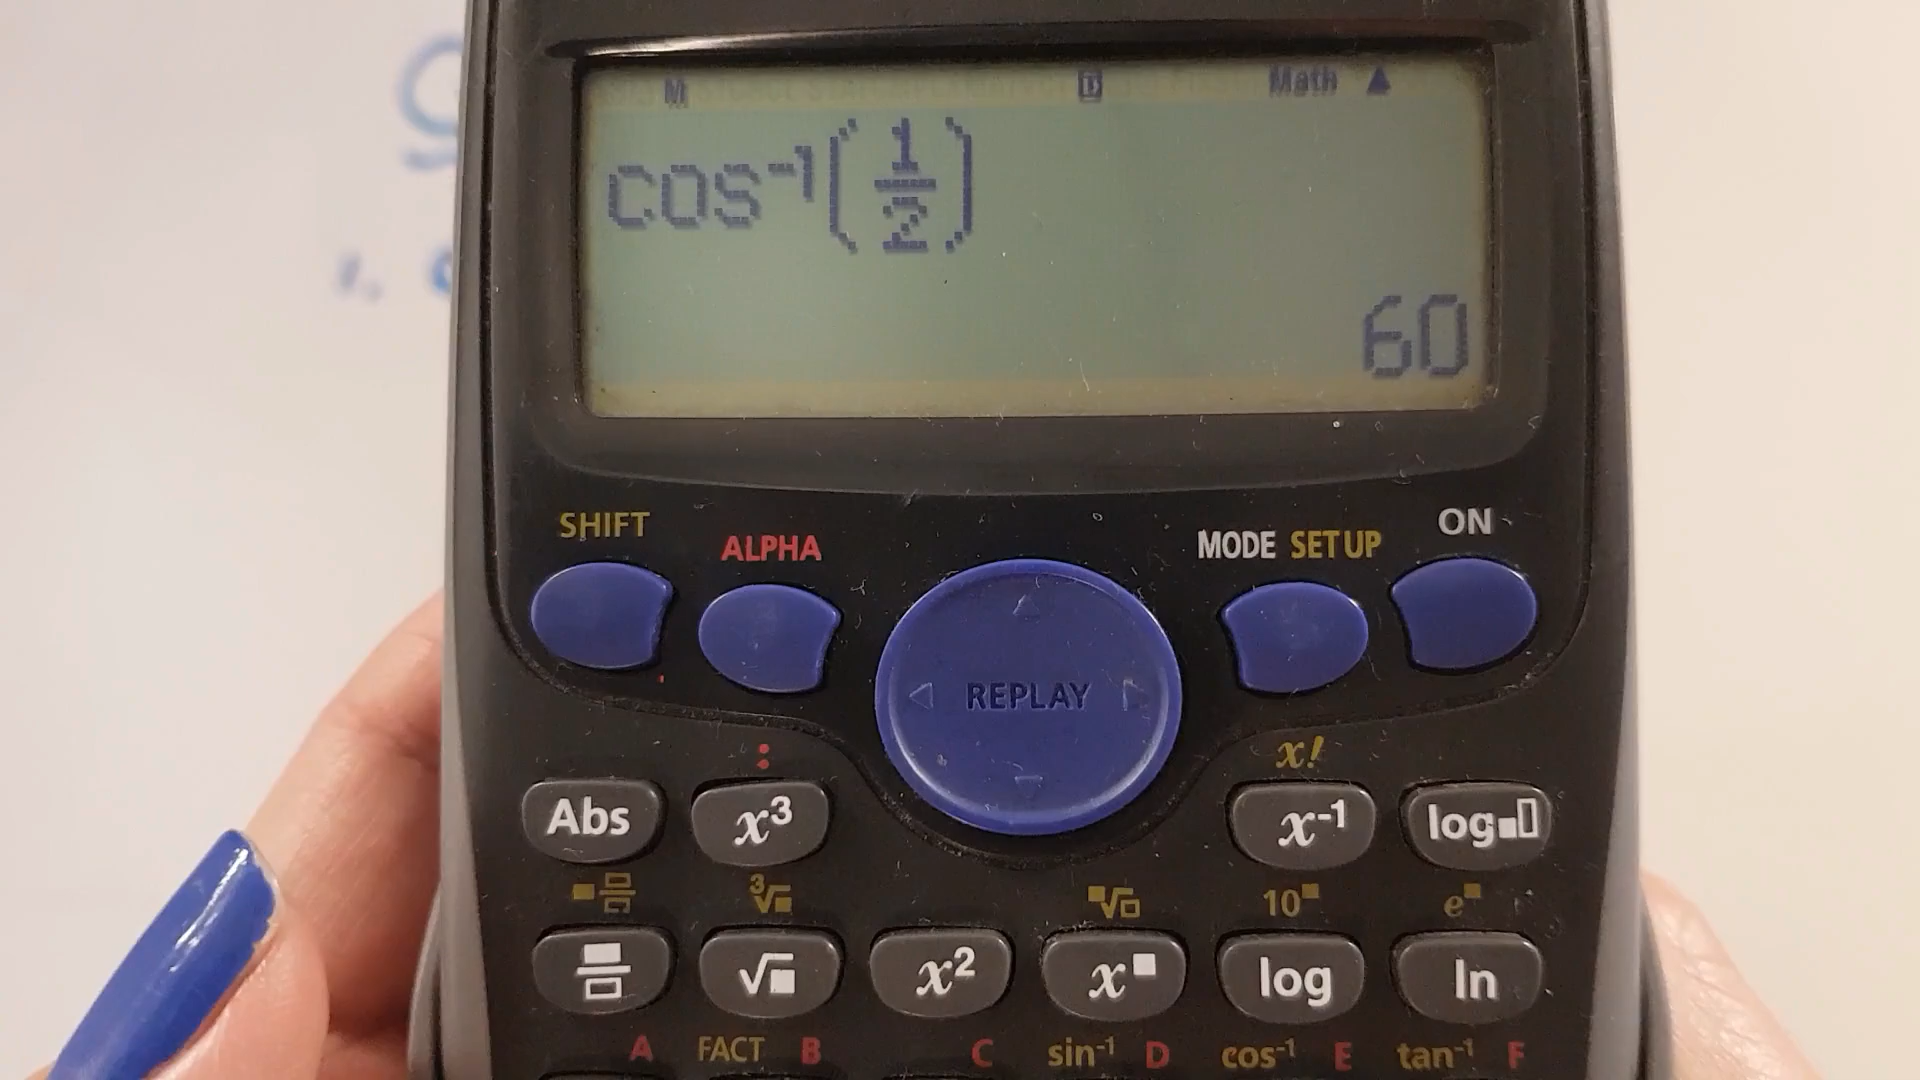 M D Math ▲
cos⁻¹(1/2)
60
SHIFT ALPHA MODE SETUP ON
REPLAY
: x!
Abs x³ x⁻¹ log■□
■□/□ ³√■ ■√□ 10■ e■
■/□ √■ x² x■ log ln
A FACT B C sin⁻¹ D cos⁻¹ E tan⁻¹ F